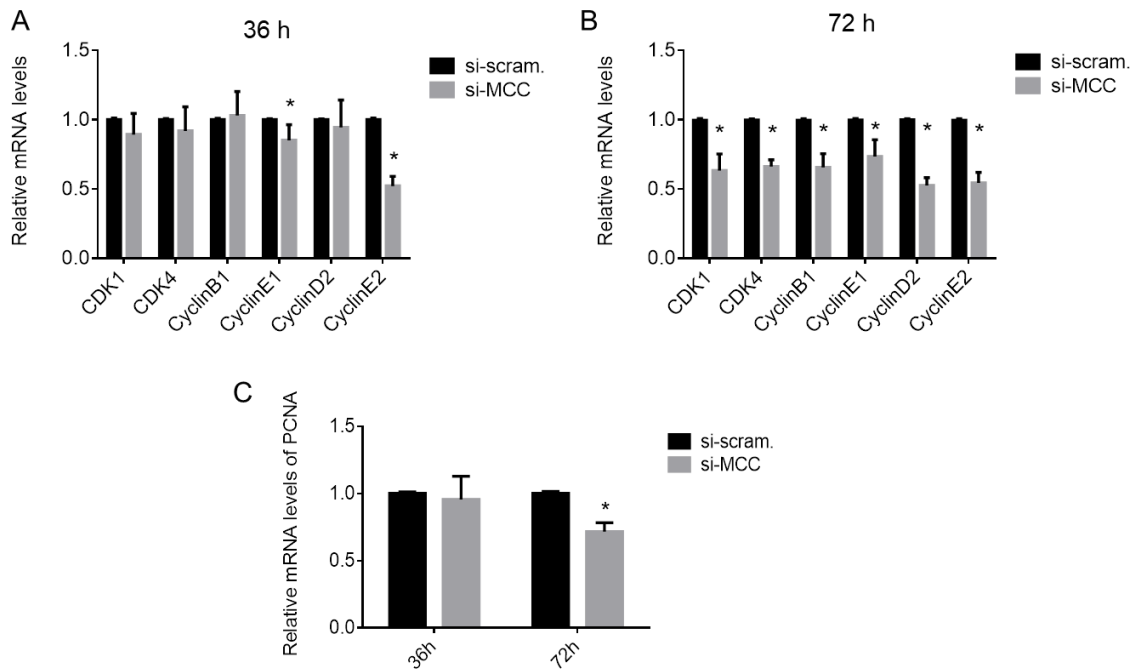 A
36 h
Relative mRNA levels
1.5
1.0
0.5
0.0
si-scram.
si-MCC
*
*
CDK1
CDK4
CyclinB1
CyclinE1
CyclinD2
CyclinE2
B
72 h
Relative mRNA levels
1.5
1.0
0.5
0.0
si-scram.
si-MCC
*
*
*
*
*
*
CDK1
CDK4
CyclinB1
CyclinE1
CyclinD2
CyclinE2
C
Relative mRNA levels of PCNA
1.5
1.0
0.5
0.0
si-scram.
si-MCC
*
36h
72h